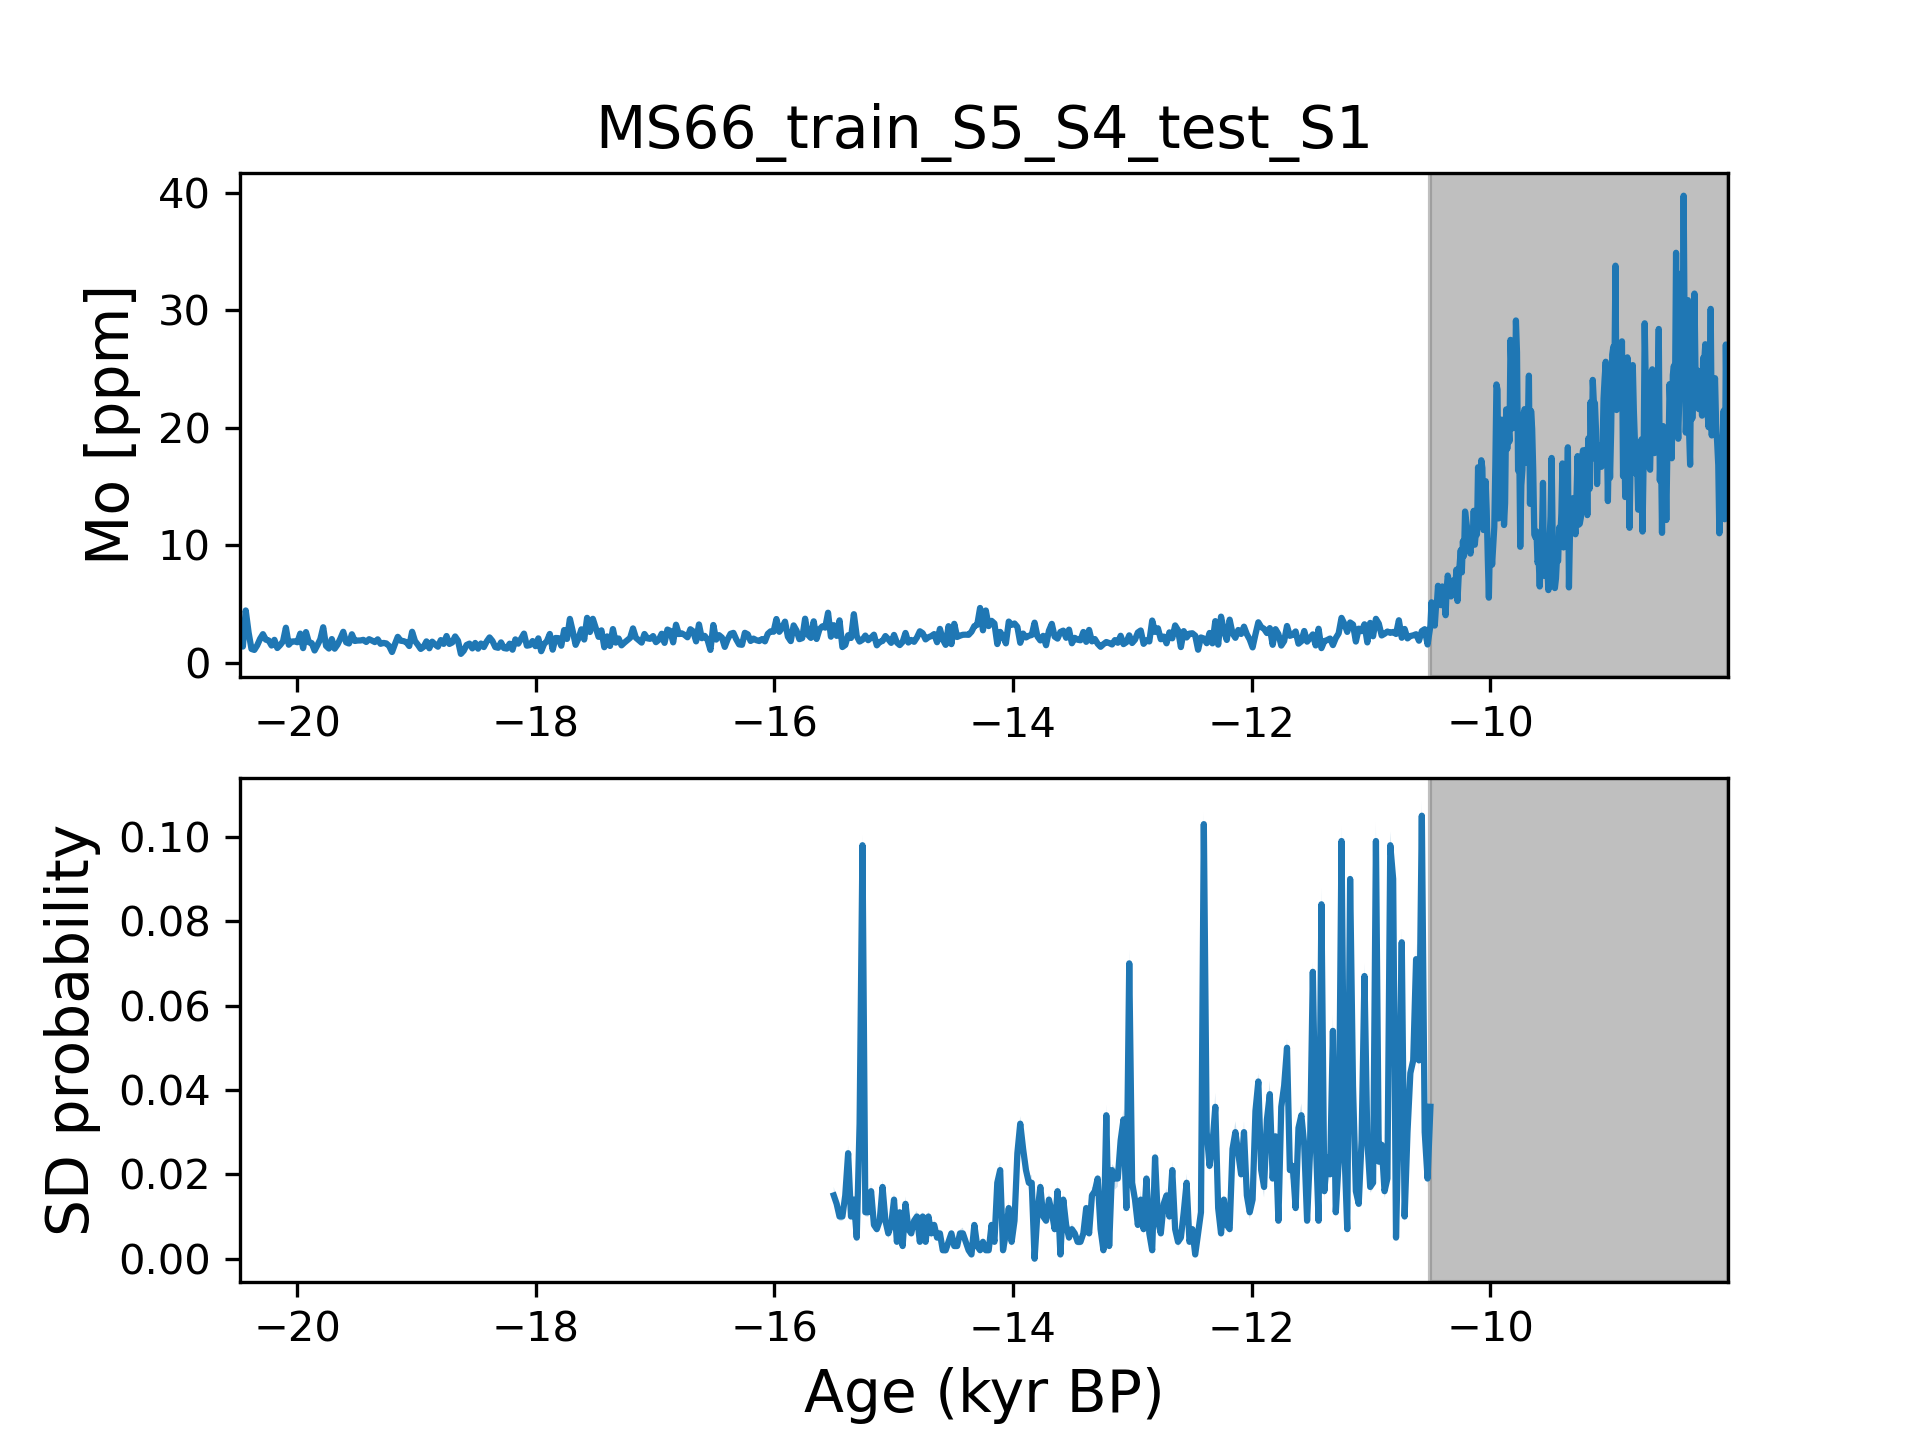 MS66_train_S5_S4_test_S1
Mo [ppm]
40
30
20
10
0
−20 −18 −16 −14 −12 −10
SD probability
0.10
0.08
0.06
0.04
0.02
0.00
−20 −18 −16 −14 −12 −10
Age (kyr BP)